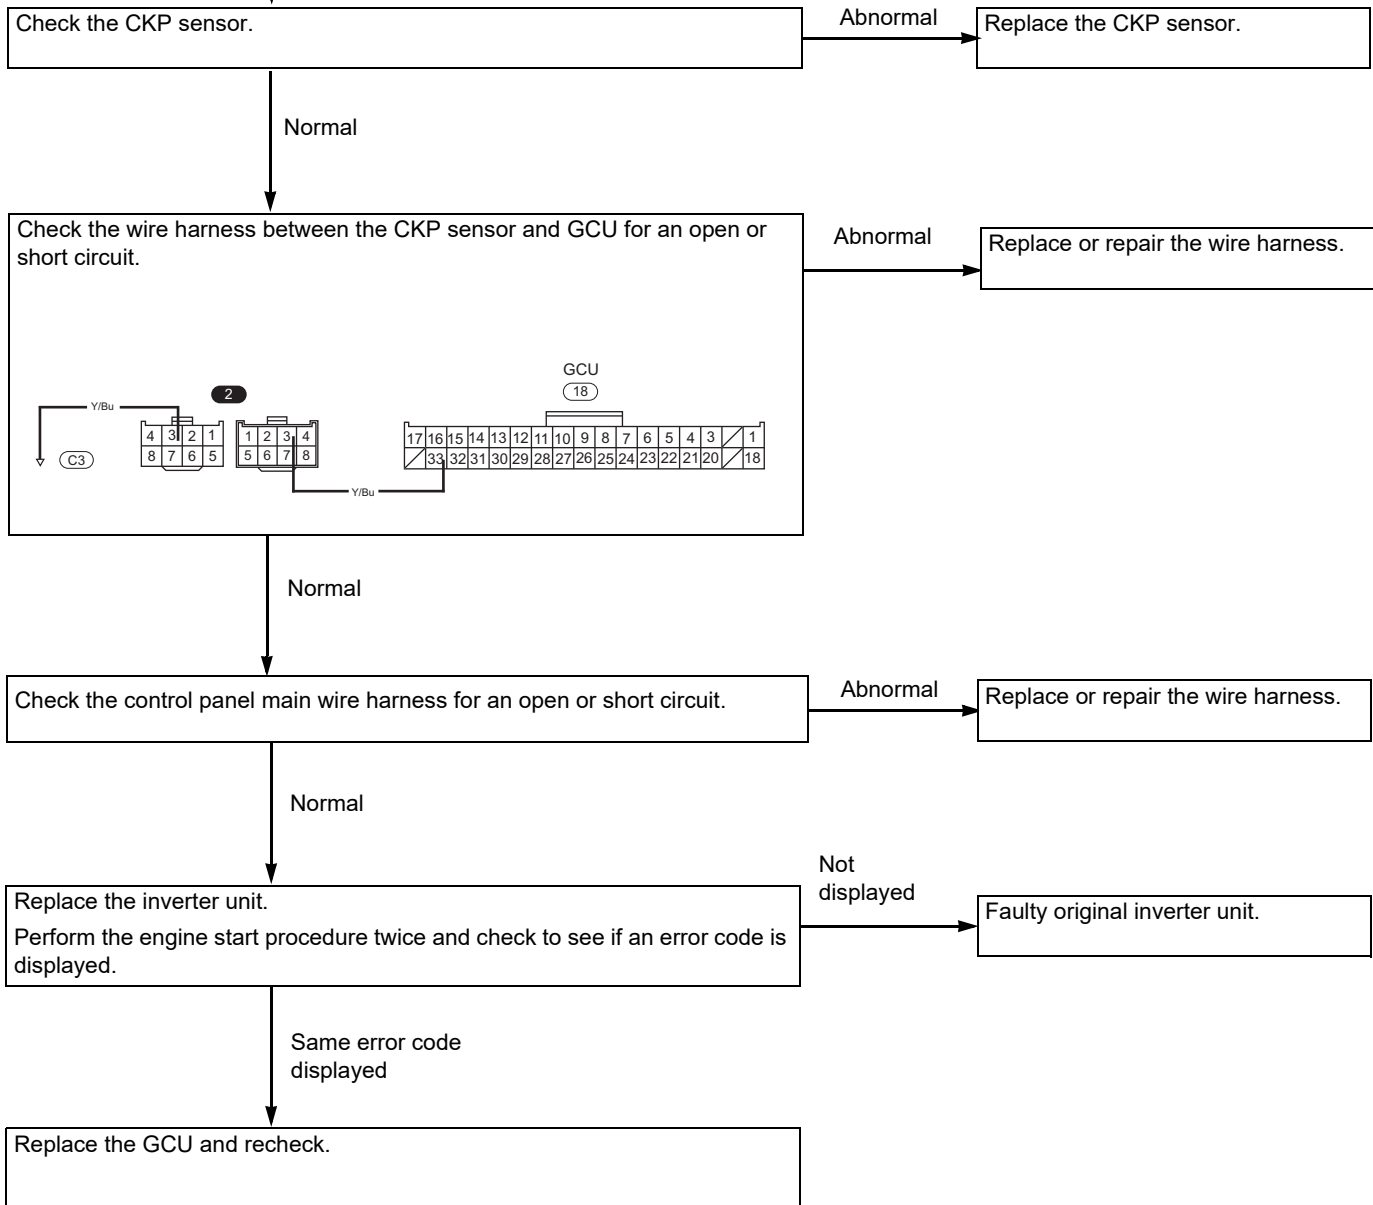 Check the CKP sensor.
Abnormal
Replace the CKP sensor.
Normal
Check the wire harness between the CKP sensor and GCU for an open or
short circuit.
Abnormal
Replace or repair the wire harness.
GCU
2
18
Y/Bu
4 3 2 1
1 2 3 4
17 16 15 14 13 12 11 10 9 8 7 6 5 4 3 1
C3
8 7 6 5
5 6 7 8
33 32 31 30 29 28 27 26 25 24 23 22 21 20 18
Y/Bu
Normal
Check the control panel main wire harness for an open or short circuit.
Abnormal
Replace or repair the wire harness.
Normal
Replace the inverter unit.
Perform the engine start procedure twice and check to see if an error code is
displayed.
Not
displayed
Faulty original inverter unit.
Same error code
displayed
Replace the GCU and recheck.